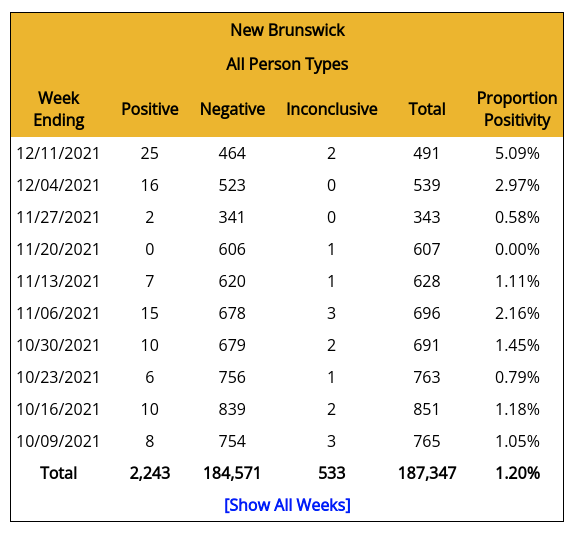 New Brunswick
All Person Types
Week Ending Positive Negative Inconclusive Total Proportion Positivity
12/11/2021 25 464 2 491 5.09%
12/04/2021 16 523 0 539 2.97%
11/27/2021 2 341 0 343 0.58%
11/20/2021 0 606 1 607 0.00%
11/13/2021 7 620 1 628 1.11%
11/06/2021 15 678 3 696 2.16%
10/30/2021 10 679 2 691 1.45%
10/23/2021 6 756 1 763 0.79%
10/16/2021 10 839 2 851 1.18%
10/09/2021 8 754 3 765 1.05%
Total 2,243 184,571 533 187,347 1.20%
[Show All Weeks]